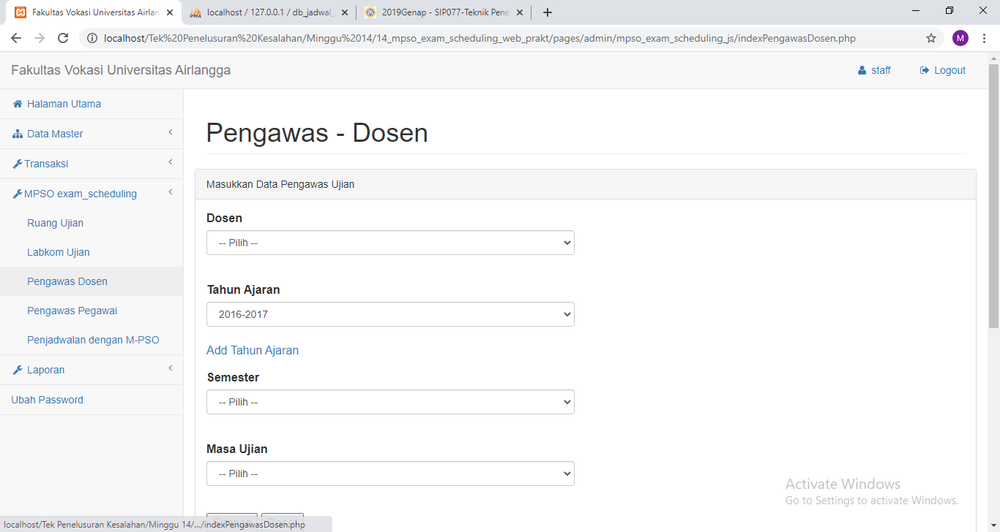 Fakultas Vokasi Universitas Airlan
localhost / 127.0.0.1 / db_jadwal_
2019Genap - SIP077-Teknik Pene
localhost/Tek%20Penelusuran%20Kesalahan/Minggu%2014/14_mpso_exam_scheduling_web_prakt/pages/admin/mpso_exam_scheduling_js/indexPengawasDosen.php
M
Fakultas Vokasi Universitas Airlangga
staff
Logout
Halaman Utama
Data Master
Transaksi
MPSO exam_scheduling
Ruang Ujian
Labkom Ujian
Pengawas Dosen
Pengawas Pegawai
Penjadwalan dengan M-PSO
Laporan
Ubah Password
Pengawas - Dosen
Masukkan Data Pengawas Ujian
Dosen
-- Pilih --
Tahun Ajaran
2016-2017
Add Tahun Ajaran
Semester
-- Pilih --
Masa Ujian
-- Pilih --
Simpan
Activate Windows
Go to Settings to activate Windows.
localhost/Tek Penelusuran Kesalahan/Minggu 14/.../indexPengawasDosen.php